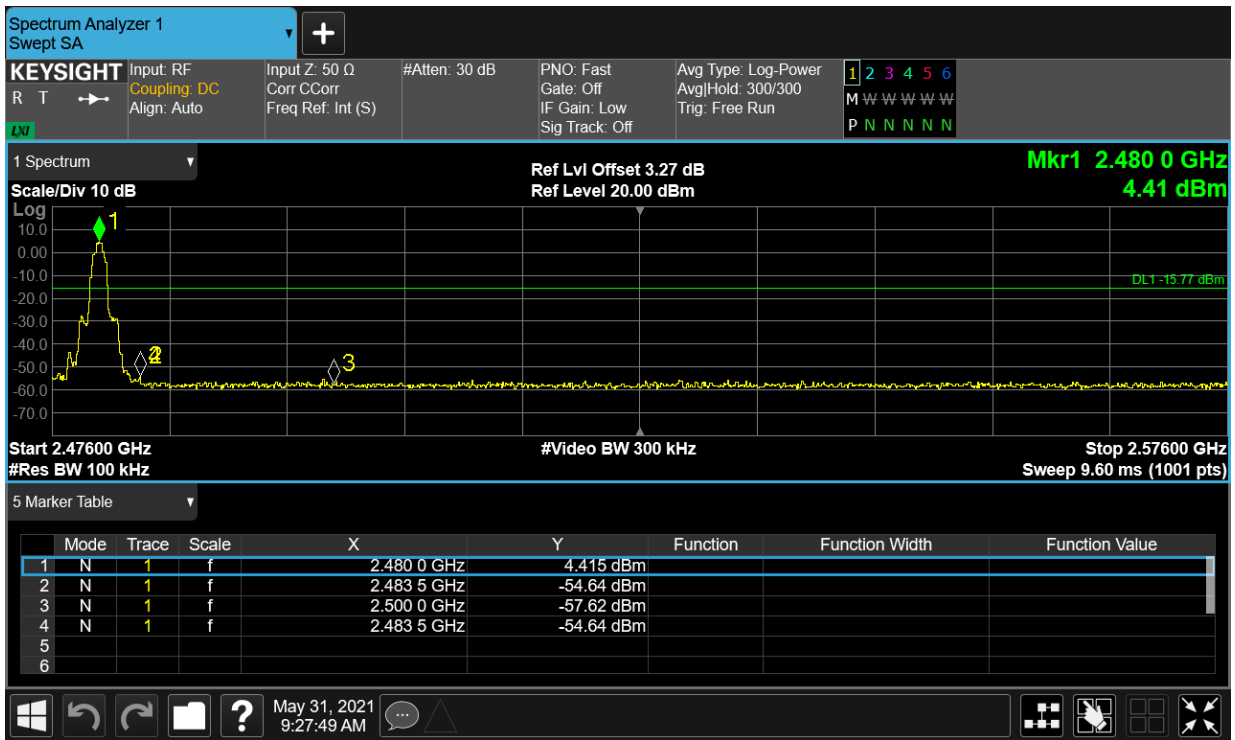 Spectrum Analyzer 1
Swept SA
KEYSIGHT
R T
LXI
Input: RF
Coupling: DC
Align: Auto
Input Z: 50 Ω
Corr CCorr
Freq Ref: Int (S)
#Atten: 30 dB
PNO: Fast
Gate: Off
IF Gain: Low
Sig Track: Off
Avg Type: Log-Power
Avg|Hold: 300/300
Trig: Free Run
1 2 3 4 5 6
M W W W W W
P N N N N N
1 Spectrum
Scale/Div 10 dB
Ref Lvl Offset 3.27 dB
Ref Level 20.00 dBm
Mkr1 2.480 0 GHz
4.41 dBm
Log
10.0
0.00
-10.0
-20.0
-30.0
-40.0
-50.0
-60.0
-70.0
1
3
DL1 -15.77 dBm
Start 2.47600 GHz
#Res BW 100 kHz
#Video BW 300 kHz
Stop 2.57600 GHz
Sweep 9.60 ms (1001 pts)
5 Marker Table
Mode Trace Scale X Y Function Function Width Function Value
1 N 1 f 2.480 0 GHz 4.415 dBm
2 N 1 f 2.483 5 GHz -54.64 dBm
3 N 1 f 2.500 0 GHz -57.62 dBm
4 N 1 f 2.483 5 GHz -54.64 dBm
5
6
?
May 31, 2021
9:27:49 AM